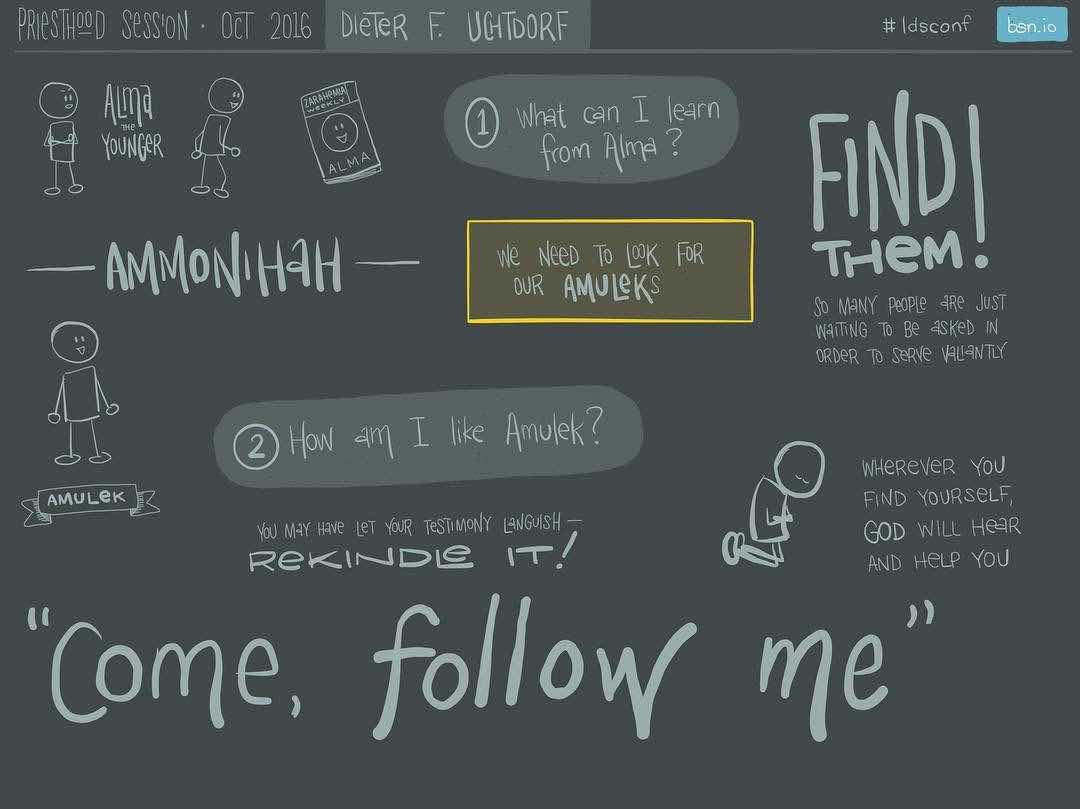 PRIESTHOOD SESSION · OCT 2016
DIETER F. UCHTDORF
#ldsconf
bsn.io
Alma
THE
YOUNGER
ZARAHEMLA
WEEKLY
ALMA
1 What can I learn
from Alma?
FIND
THEM!
SO MANY PEOPLE ARE JUST
WAITING TO BE ASKED IN
ORDER TO SERVE VALIANTLY
AMMONIHAH
WE NEED TO LOOK FOR
OUR AMULEKS
AMULEK
2 How am I like Amulek?
YOU MAY HAVE LET YOUR TESTIMONY LANGUISH —
REKINDLE IT!
WHEREVER YOU
FIND YOURSELF,
GOD WILL HEAR
AND HELP YOU
"Come, follow me"